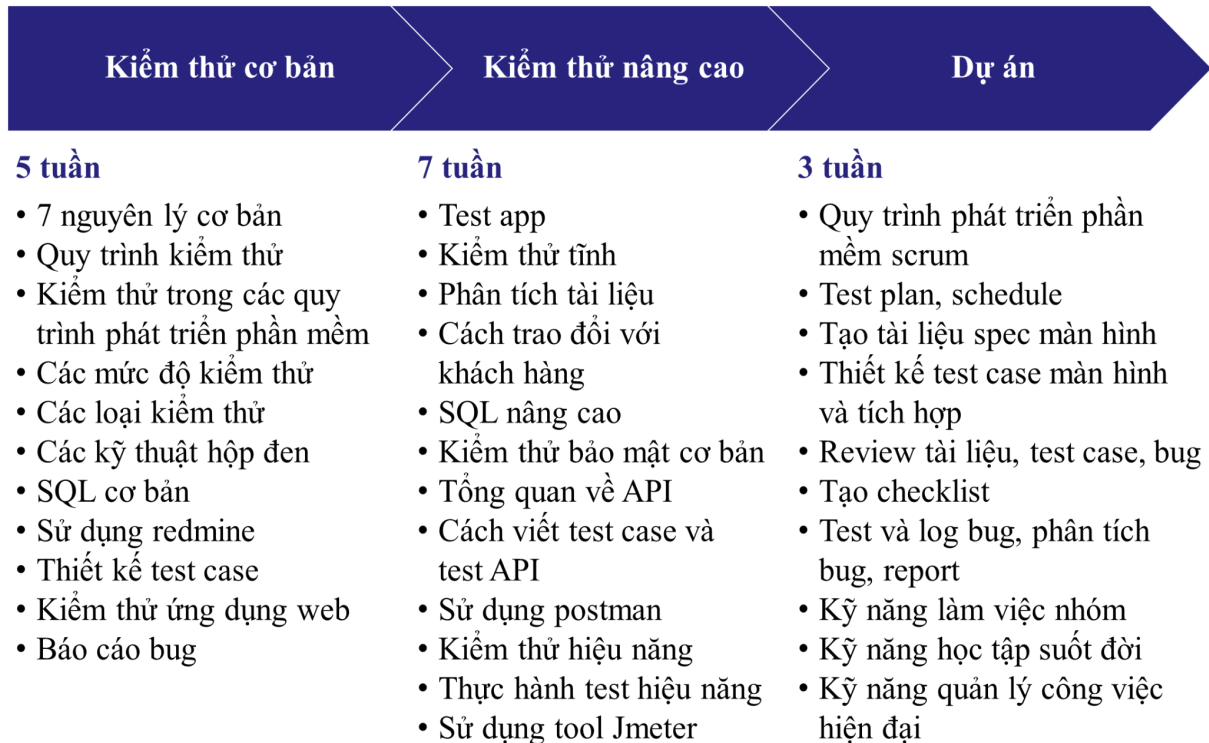 Kiểm thử cơ bản
Kiểm thử nâng cao
Dự án
5 tuần
• 7 nguyên lý cơ bản
• Quy trình kiểm thử
• Kiểm thử trong các quy
trình phát triển phần mềm
• Các mức độ kiểm thử
• Các loại kiểm thử
• Các kỹ thuật hộp đen
• SQL cơ bản
• Sử dụng redmine
• Thiết kế test case
• Kiểm thử ứng dụng web
• Báo cáo bug
7 tuần
• Test app
• Kiểm thử tĩnh
• Phân tích tài liệu
• Cách trao đổi với
khách hàng
• SQL nâng cao
• Kiểm thử bảo mật cơ bản
• Tổng quan về API
• Cách viết test case và
test API
• Sử dụng postman
• Kiểm thử hiệu năng
• Thực hành test hiệu năng
• Sử dụng tool Jmeter
3 tuần
• Quy trình phát triển phần
mềm scrum
• Test plan, schedule
• Tạo tài liệu spec màn hình
• Thiết kế test case màn hình
và tích hợp
• Review tài liệu, test case, bug
• Tạo checklist
• Test và log bug, phân tích
bug, report
• Kỹ năng làm việc nhóm
• Kỹ năng học tập suốt đời
• Kỹ năng quản lý công việc
hiện đại